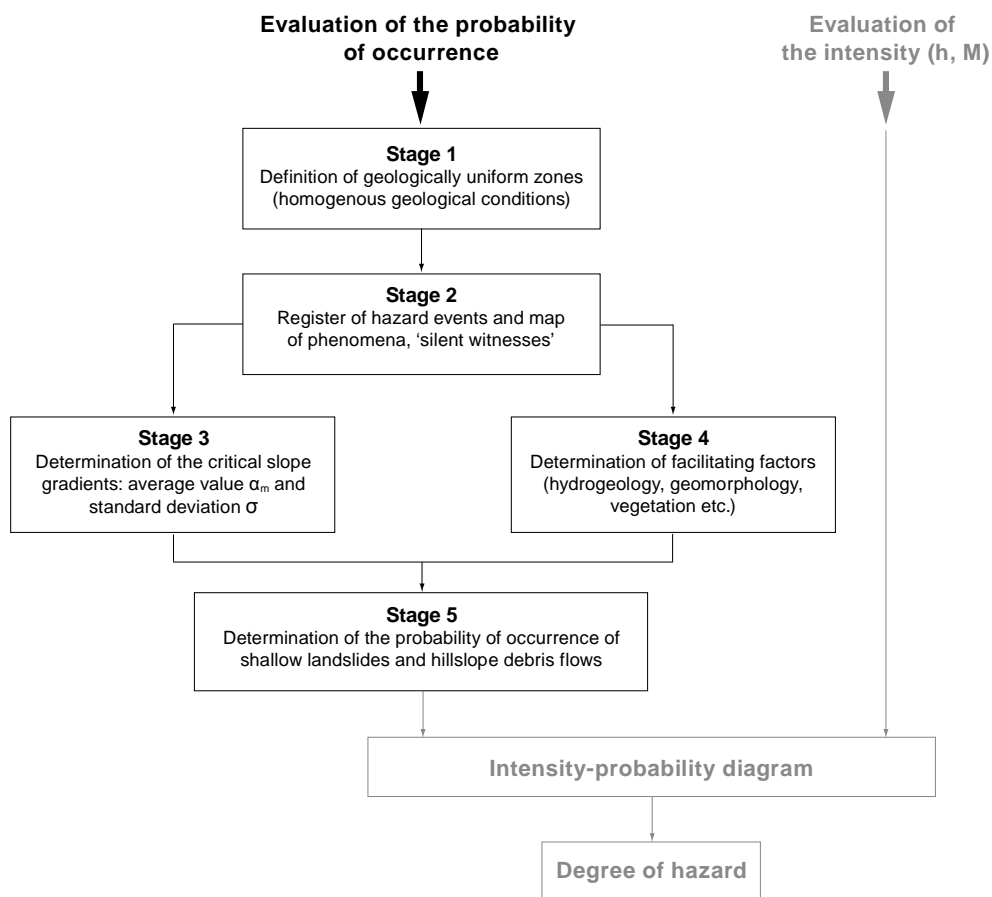 Evaluation of the probability
of occurrence
Evaluation of
the intensity (h, M)
Stage 1
Definition of geologically uniform zones
(homogenous geological conditions)
Stage 2
Register of hazard events and map
of phenomena, ‘silent witnesses’
Stage 3
Determination of the critical slope
gradients: average value αₘ and
standard deviation σ
Stage 4
Determination of facilitating factors
(hydrogeology, geomorphology,
vegetation etc.)
Stage 5
Determination of the probability of occurrence of
shallow landslides and hillslope debris flows
Intensity-probability diagram
Degree of hazard